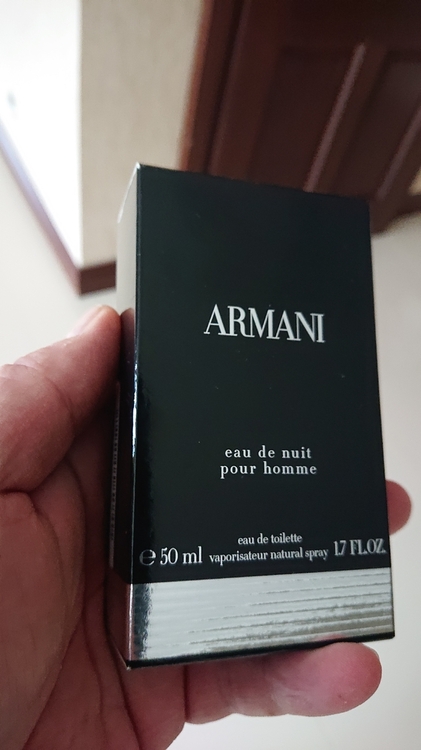 ARMANI
eau de nuit
pour homme
eau de toilette
℮ 50 ml vaporisateur natural spray 1.7 FL.OZ.